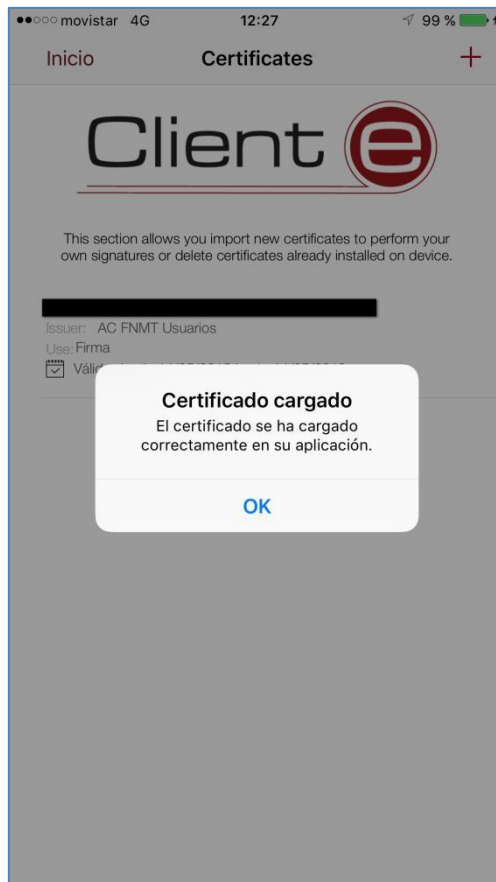 movistar 4G 12:27 99 %
Inicio Certificates +
Client e
This section allows you import new certificates to perform your
own signatures or delete certificates already installed on device.
Issuer: AC FNMT Usuarios
Use: Firma
Certificado cargado
El certificado se ha cargado
correctamente en su aplicación.
OK